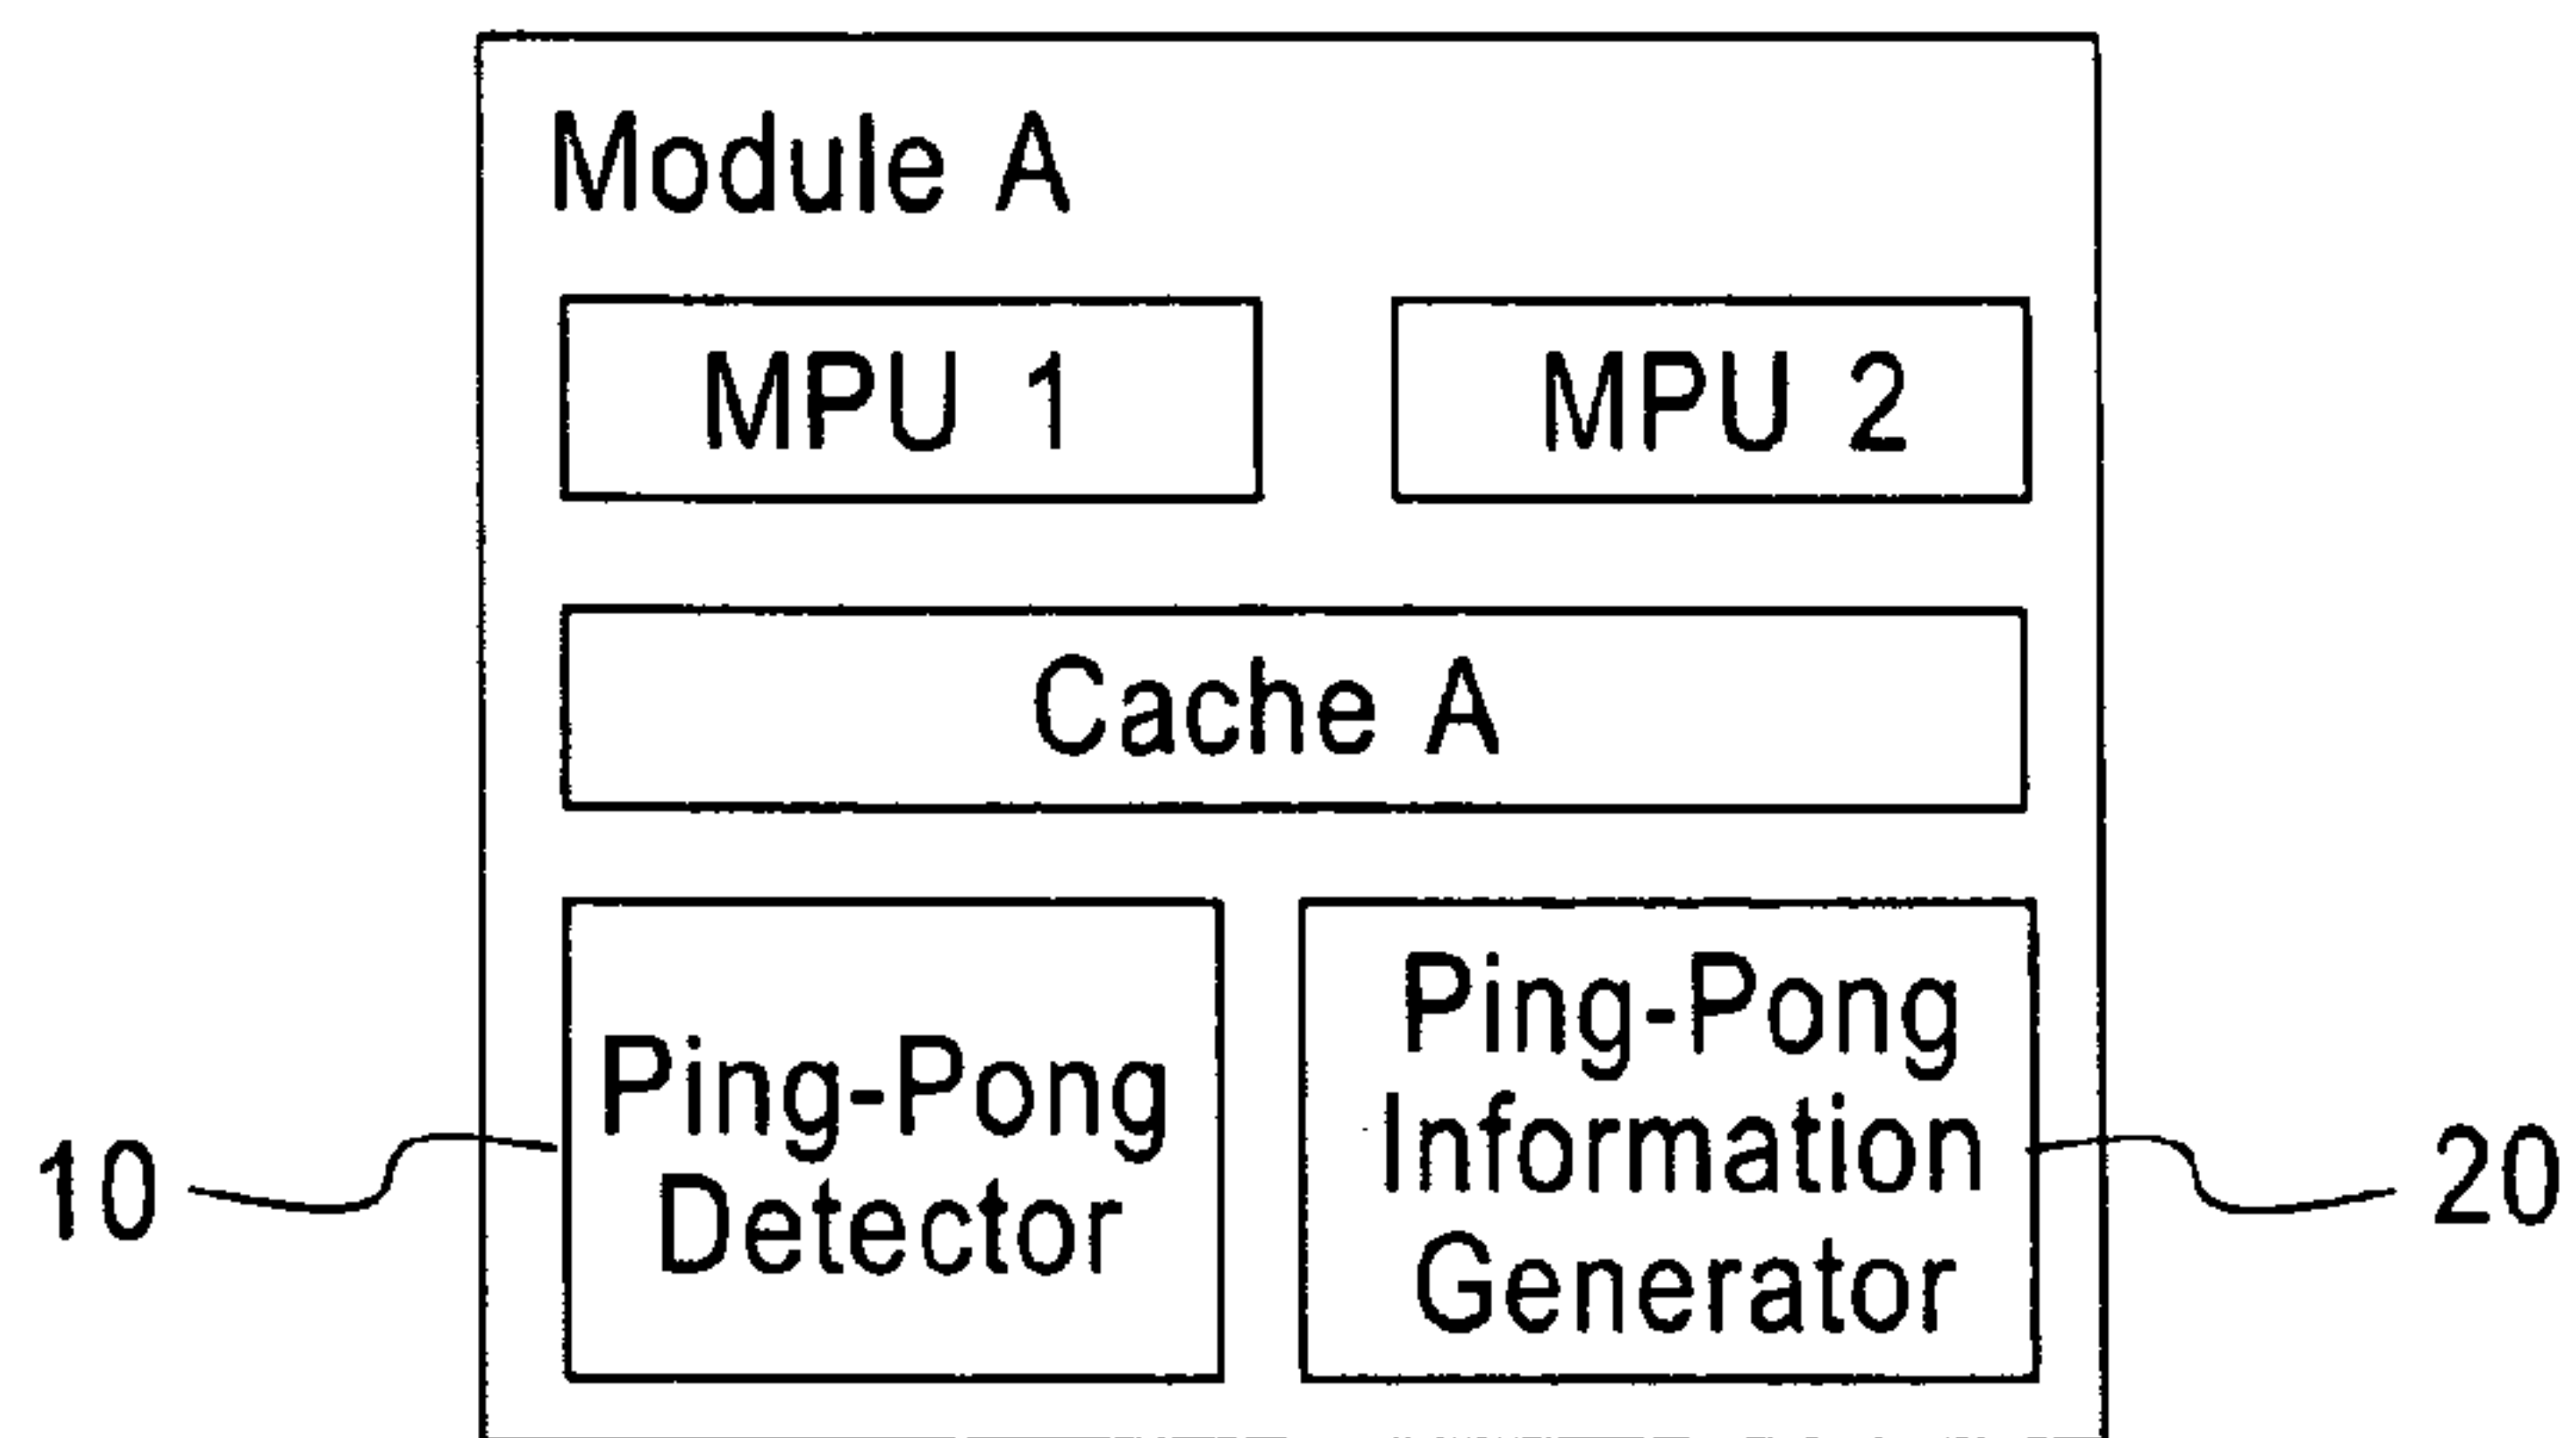 Module A
MPU 1
MPU 2
Cache A
Ping-Pong
Detector
Ping-Pong
Information
Generator
10
20